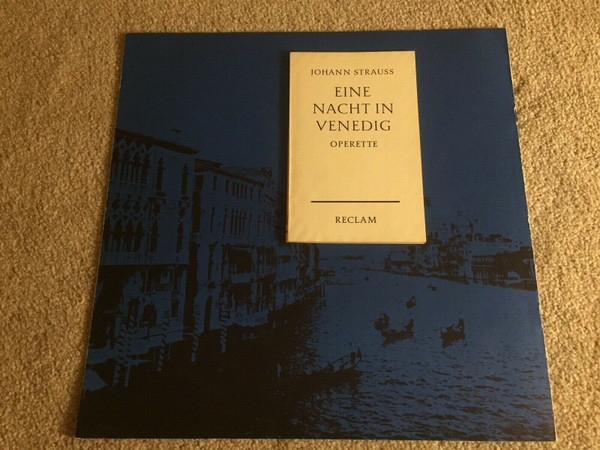 JOHANN STRAUSS
EINE
NACHT IN
VENEDIG
OPERETTE
RECLAM